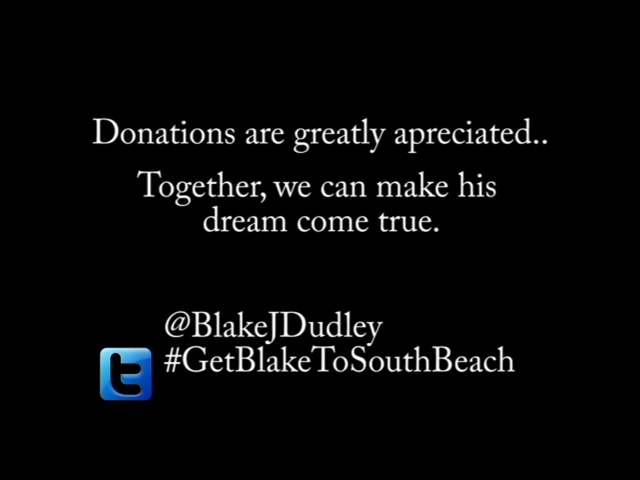 Donations are greatly apreciated..
Together, we can make his
dream come true.
@BlakeJDudley
#GetBlakeToSouthBeach